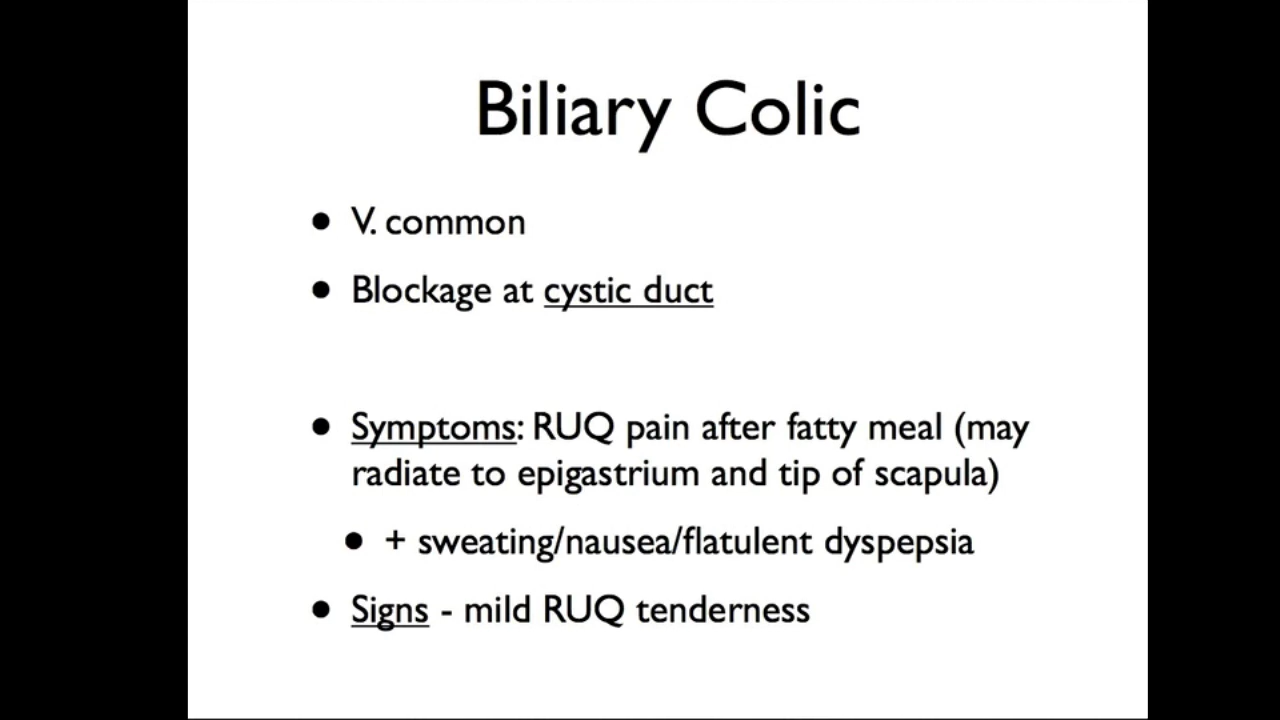 Biliary Colic
• V. common
• Blockage at cystic duct
• Symptoms: RUQ pain after fatty meal (may
radiate to epigastrium and tip of scapula)
• + sweating/nausea/flatulent dyspepsia
• Signs - mild RUQ tenderness